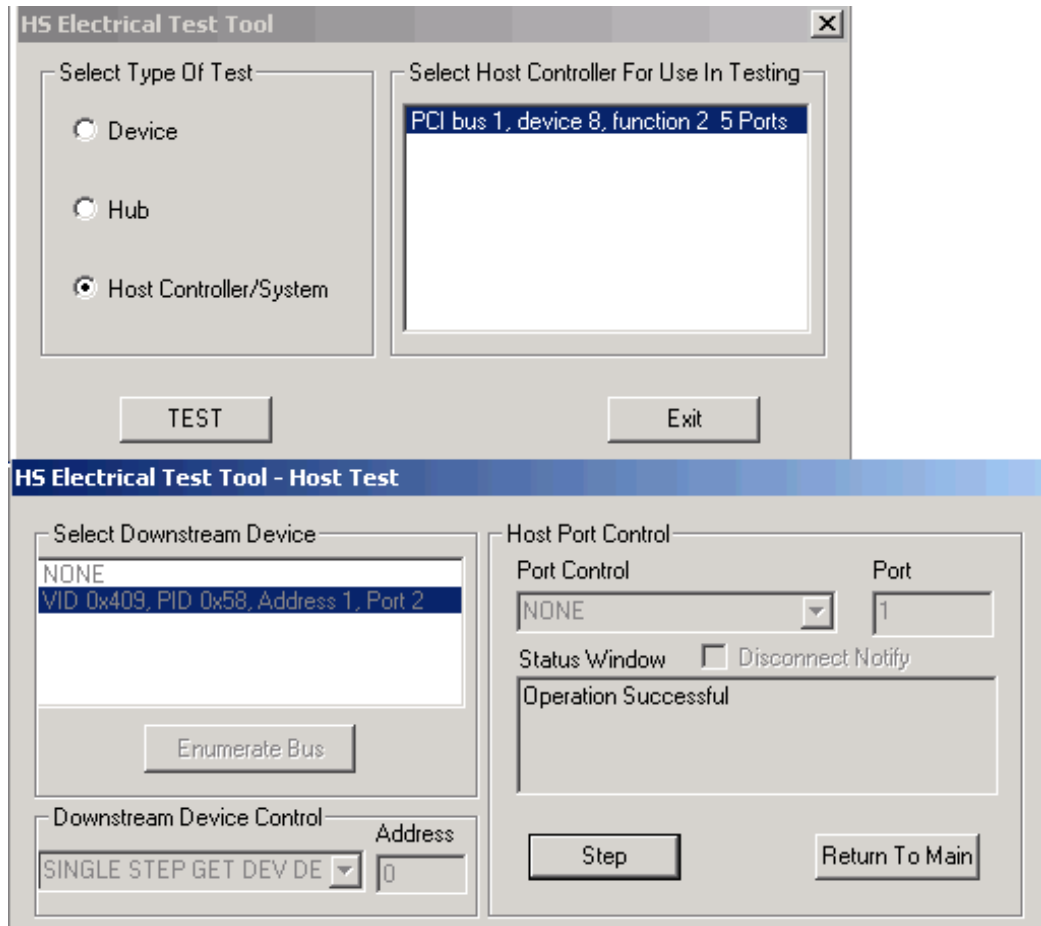 HS Electrical Test Tool
Select Type Of Test
Device
Hub
Host Controller/System
Select Host Controller For Use In Testing
PCI bus 1, device 8, function 2  5 Ports
TEST
Exit
HS Electrical Test Tool - Host Test
Select Downstream Device
NONE
VID 0x409, PID 0x58, Address 1, Port 2
Enumerate Bus
Downstream Device Control
Address
SINGLE STEP GET DEV DE
0
Host Port Control
Port Control
Port
NONE
1
Status Window
Disconnect Notify
Operation Successful
Step
Return To Main